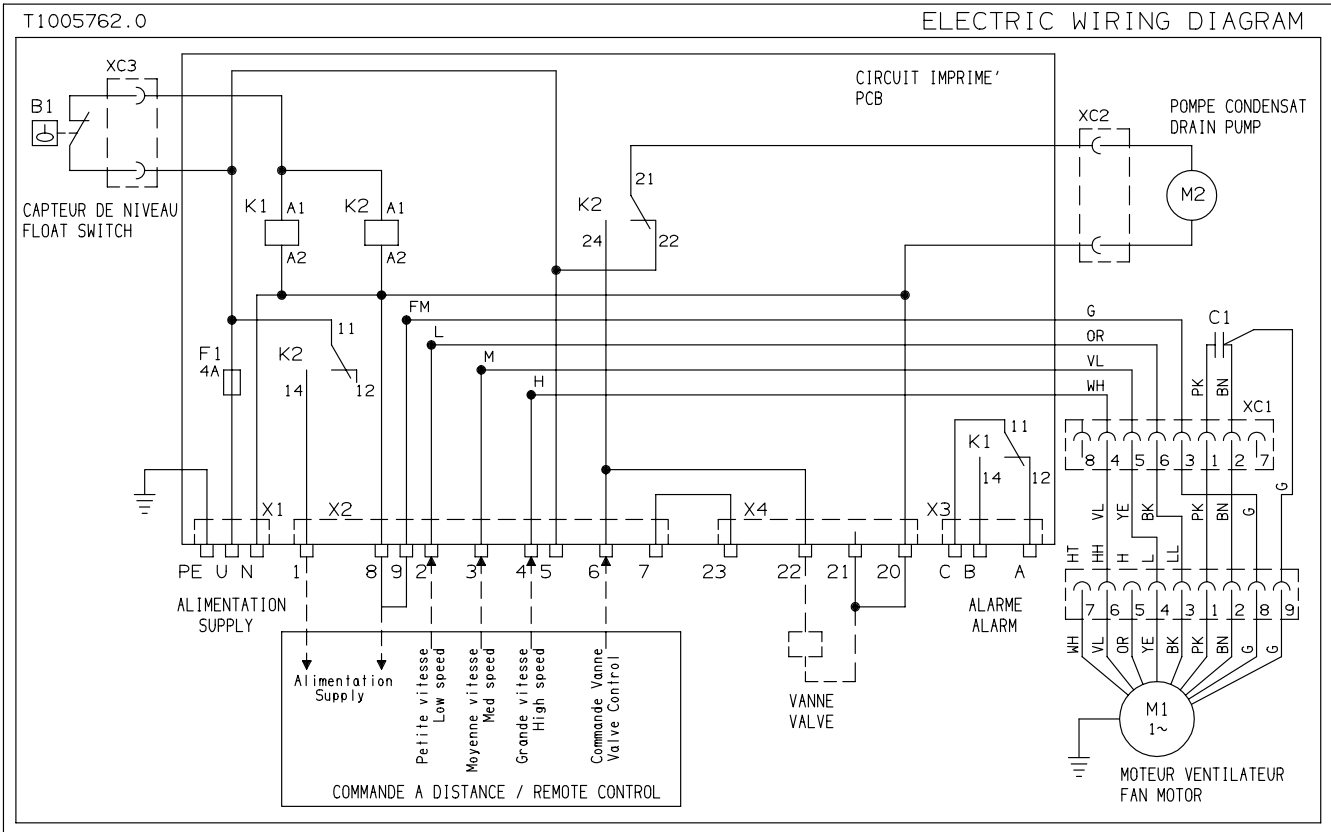 T1005762.0
ELECTRIC WIRING DIAGRAM
XC3
B1
CAPTEUR DE NIVEAU
FLOAT SWITCH
CIRCUIT IMPRIME'
PCB
XC2
POMPE CONDENSAT
DRAIN PUMP
M2
K1 A1
A2
K2 A1
A2
21
K2
24 22
FM
L
M
H
G
OR
VL
WH
C1
PK
BN
XC1
F1
4A
11
K2
14 12
11
K1
14 12
8 4 5 6 3 1 2 7
VL
YE
BK
PK
BN
G
G
X1
X2
X4
X3
PE U N 1 8 9 2 3 4 5 6 7 23 22 21 20 C B A
HT
HH
H
L
LL
7 6 5 4 3 1 2 8 9
WH
VL
OR
YE
BK
PK
BN
G
G
ALIMENTATION
SUPPLY
ALARME
ALARM
VANNE
VALVE
Alimentation
Supply
Petite vitesse
Low speed
Moyenne vitesse
Med speed
Grande vitesse
High speed
Commande Vanne
Valve Control
COMMANDE A DISTANCE / REMOTE CONTROL
M1
1~
MOTEUR VENTILATEUR
FAN MOTOR